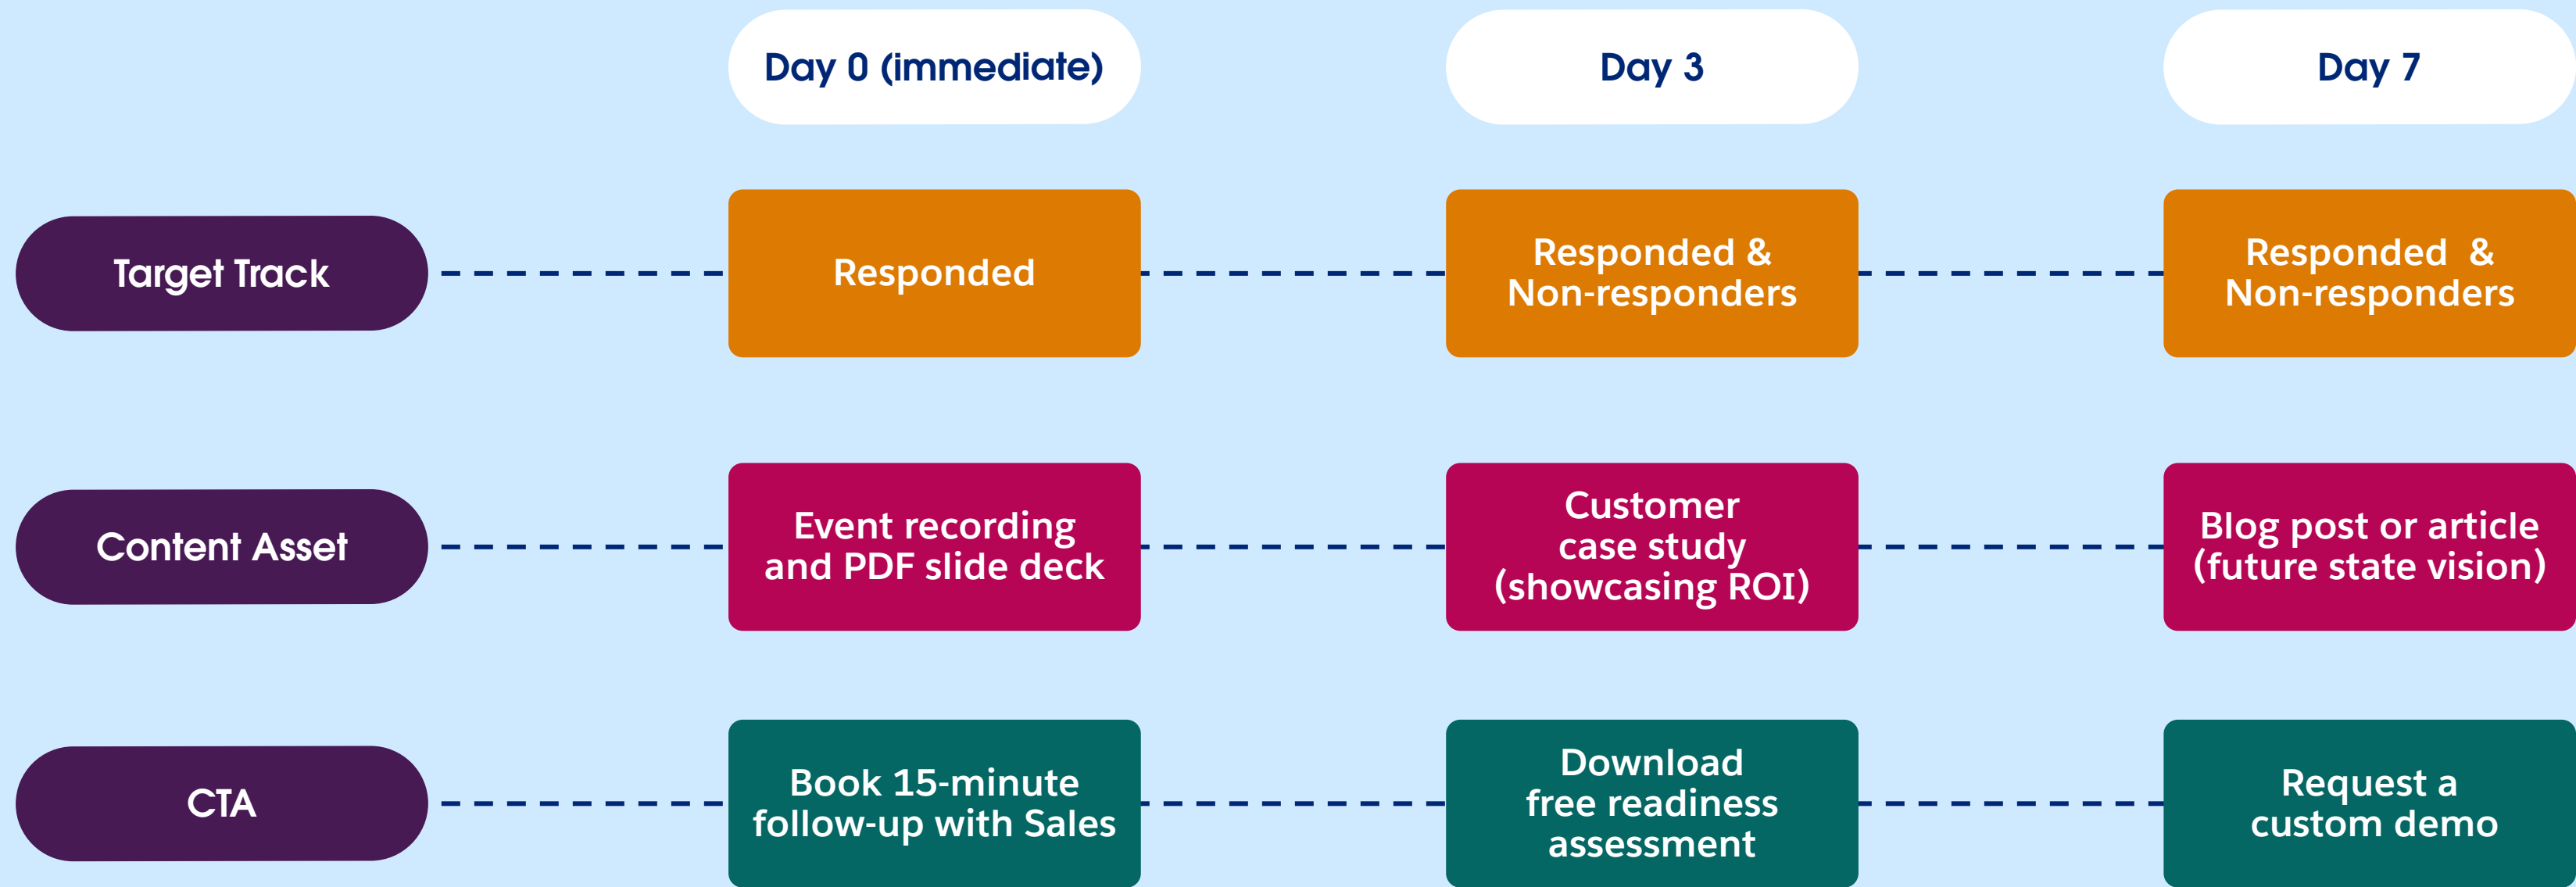 Day 0 (immediate)
Day 3
Day 7
Target Track
Responded
Responded &
Non-responders
Responded &
Non-responders
Content Asset
Event recording
and PDF slide deck
Customer
case study
(showcasing ROI)
Blog post or article
(future state vision)
CTA
Book 15-minute
follow-up with Sales
Download
free readiness
assessment
Request a
custom demo